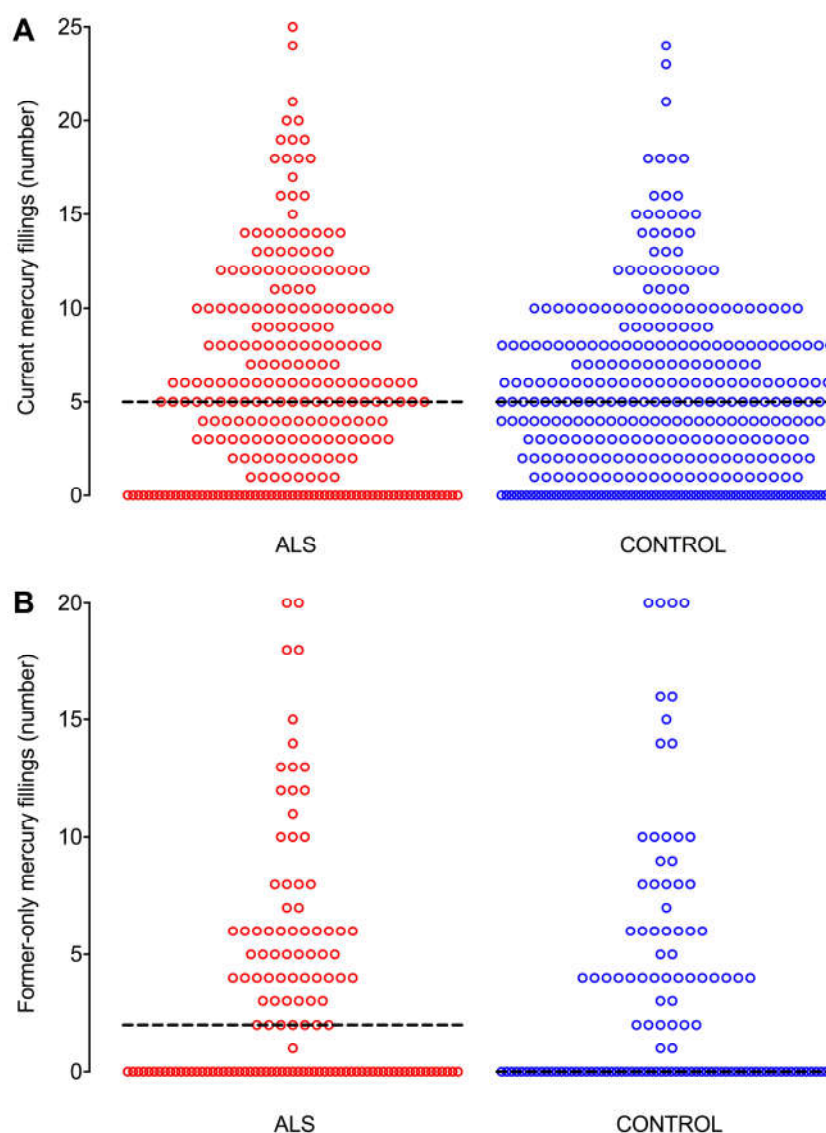 A
Current mercury fillings (number)
25
20
15
10
5
0
ALS
CONTROL
B
Former-only mercury fillings (number)
20
15
10
5
0
ALS
CONTROL